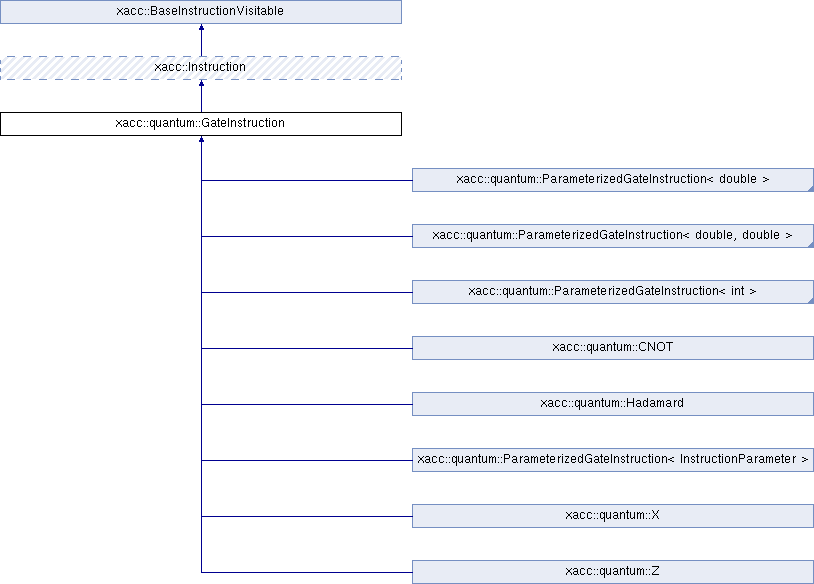 xacc::BaseInstructionVisitable
xacc::Instruction
xacc::quantum::GateInstruction
xacc::quantum::ParameterizedGateInstruction< double >
xacc::quantum::ParameterizedGateInstruction< double, double >
xacc::quantum::ParameterizedGateInstruction< int >
xacc::quantum::CNOT
xacc::quantum::Hadamard
xacc::quantum::ParameterizedGateInstruction< InstructionParameter >
xacc::quantum::X
xacc::quantum::Z